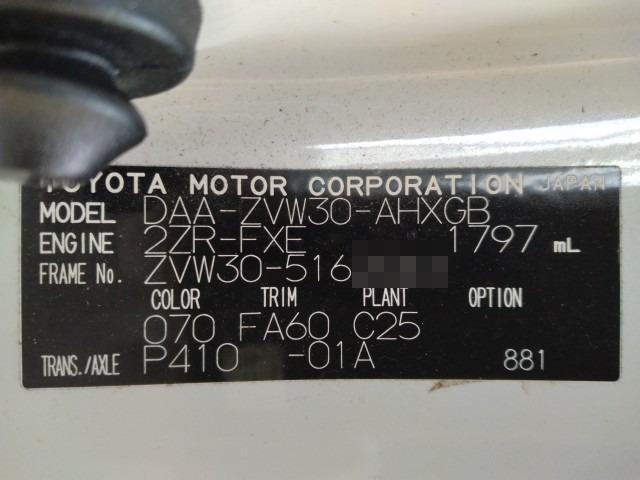 TOYOTA MOTOR CORPORATION JAPAN
MODEL DAA-ZVW30-AHXGB
ENGINE 2ZR-FXE 1797 mL
FRAME No. ZVW30-516
COLOR TRIM PLANT OPTION
070 FA60 C25
TRANS./AXLE P410 -01A 881